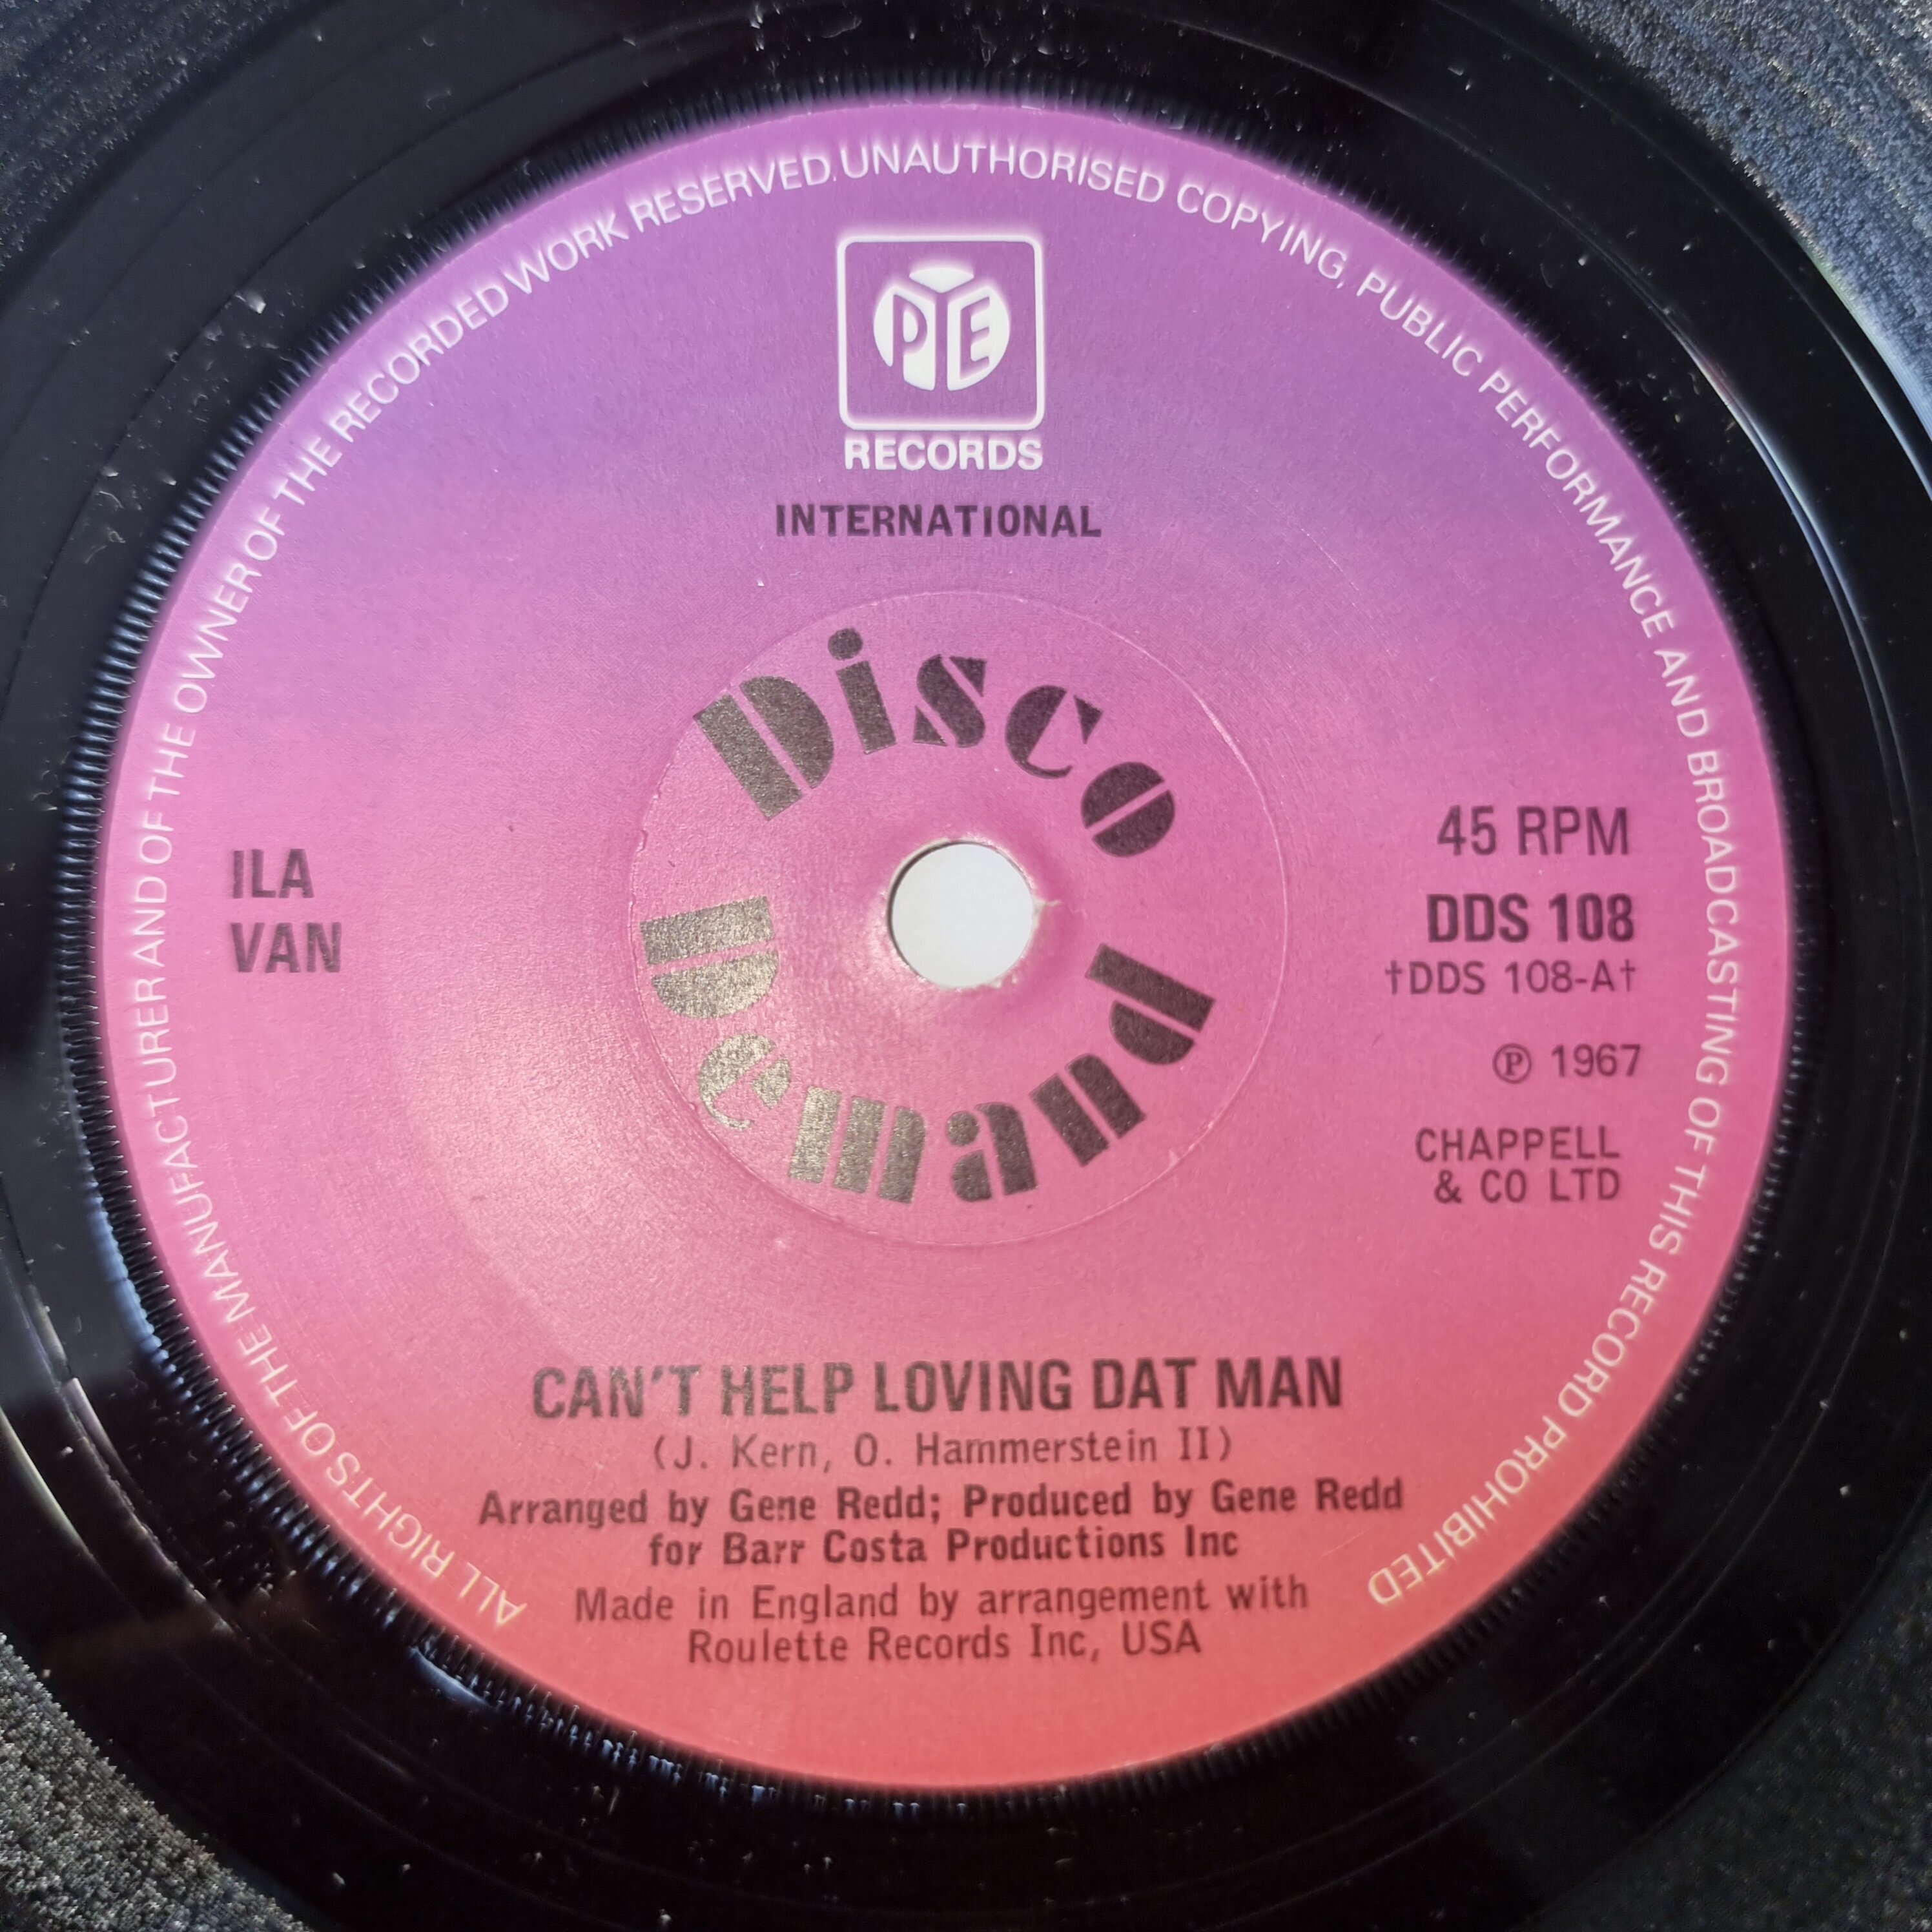 ALL RIGHTS OF THE MANUFACTURER AND OF THE OWNER OF THE RECORDED WORK RESERVED. UNAUTHORISED COPYING, PUBLIC PERFORMANCE AND BROADCASTING OF THIS RECORD PROHIBITED
PYE
RECORDS
INTERNATIONAL
Disco
Demand
ILA
VAN
45 RPM
DDS 108
†DDS 108-A†
℗ 1967
CHAPPELL
& CO LTD
CAN'T HELP LOVING DAT MAN
(J. Kern, O. Hammerstein II)
Arranged by Gene Redd; Produced by Gene Redd
for Barr Costa Productions Inc
Made in England by arrangement with
Roulette Records Inc, USA